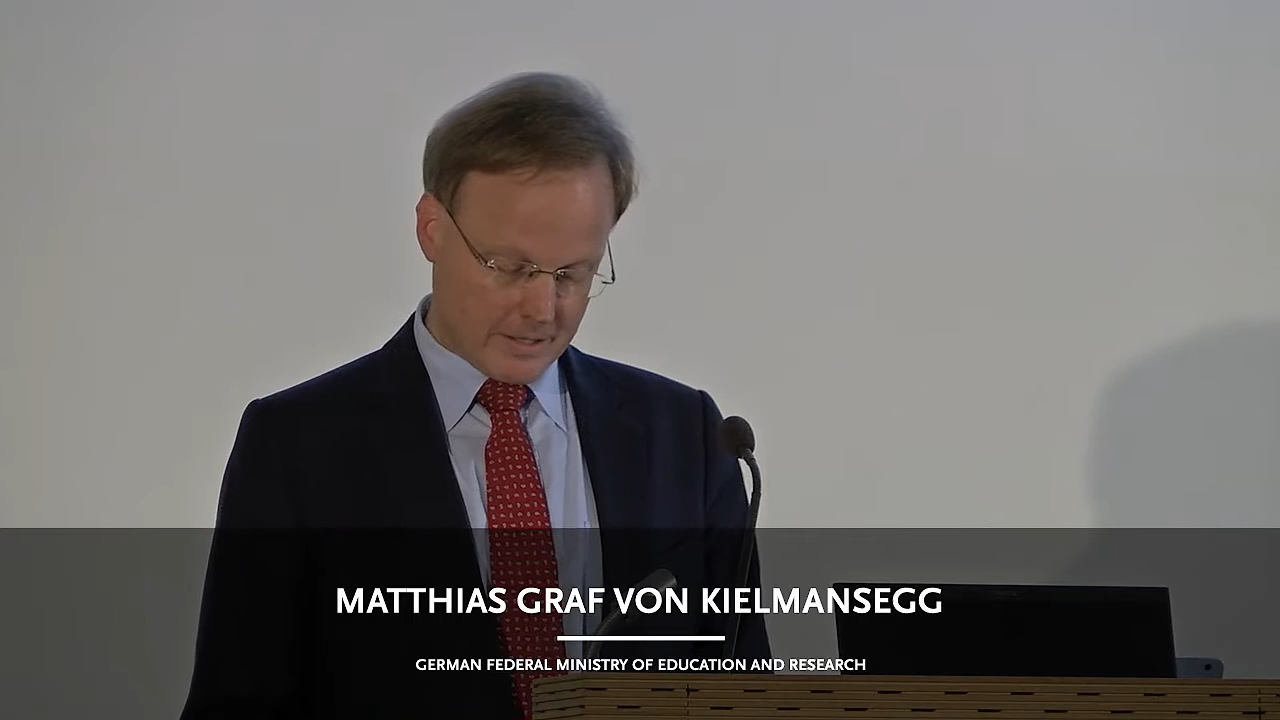 MATTHIAS GRAF VON KIELMANSEGG
GERMAN FEDERAL MINISTRY OF EDUCATION AND RESEARCH